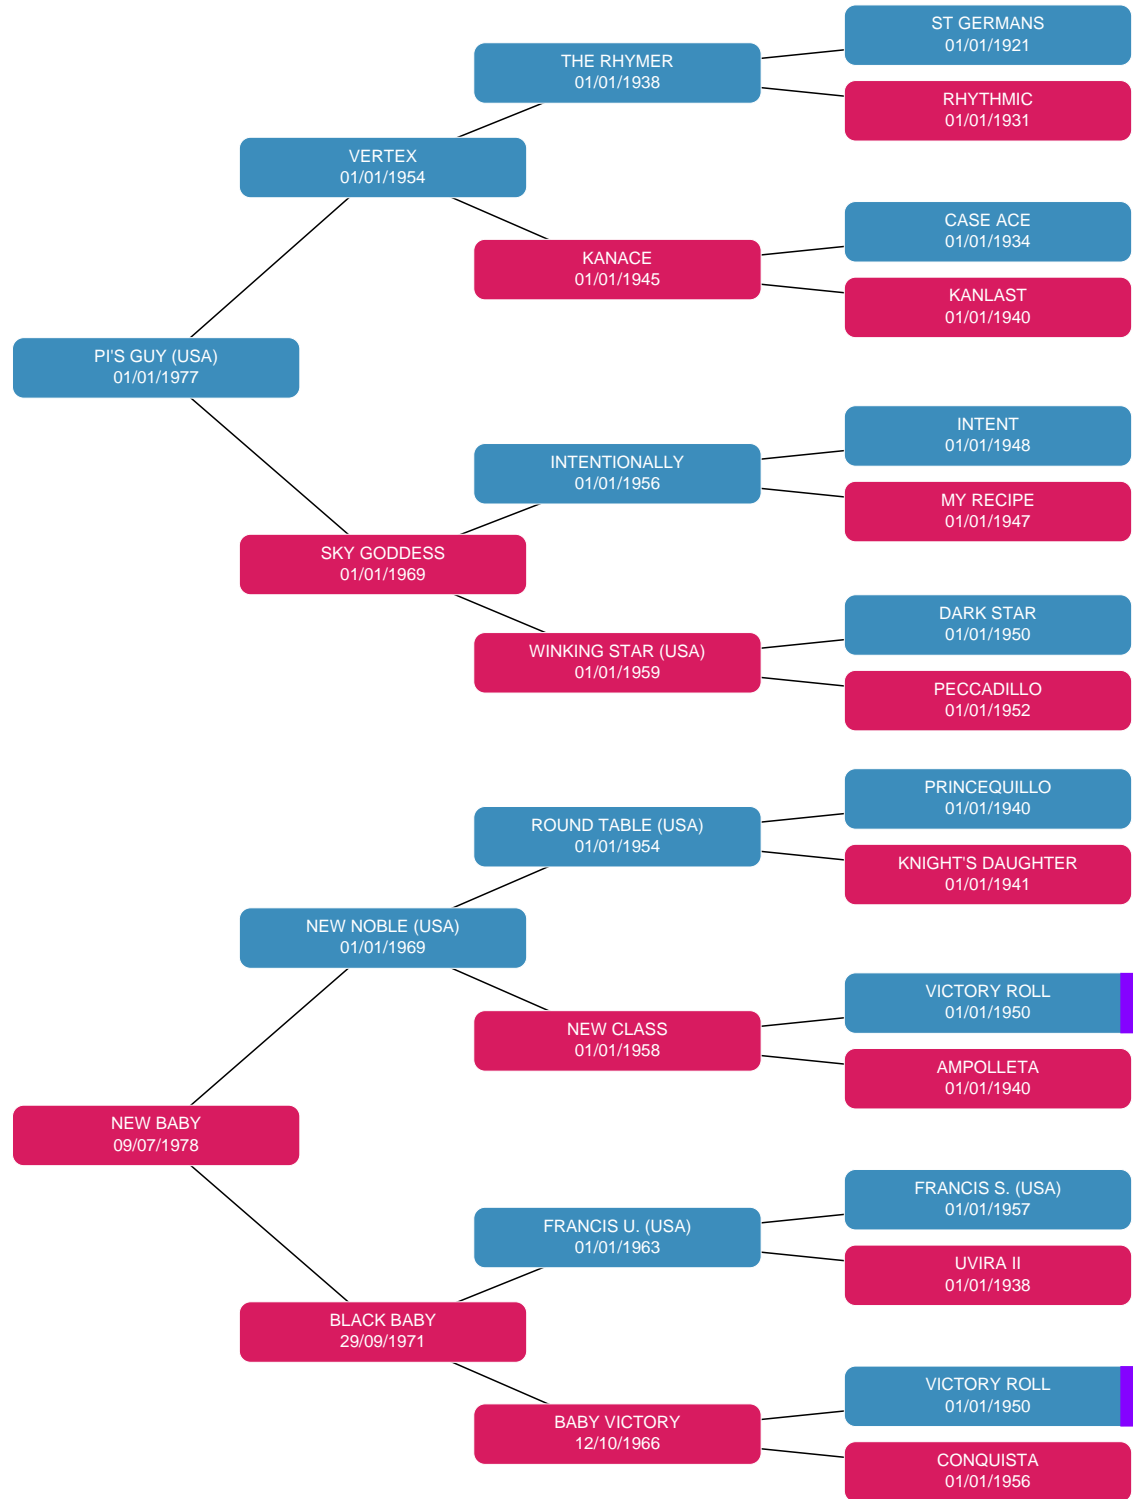 ST GERMANS
01/01/1921
THE RHYMER
01/01/1938
RHYTHMIC
01/01/1931
VERTEX
01/01/1954
CASE ACE
01/01/1934
KANACE
01/01/1945
KANLAST
01/01/1940
PI'S GUY (USA)
01/01/1977
INTENT
01/01/1948
INTENTIONALLY
01/01/1956
MY RECIPE
01/01/1947
SKY GODDESS
01/01/1969
DARK STAR
01/01/1950
WINKING STAR (USA)
01/01/1959
PECCADILLO
01/01/1952
PRINCEQUILLO
01/01/1940
ROUND TABLE (USA)
01/01/1954
KNIGHT'S DAUGHTER
01/01/1941
NEW NOBLE (USA)
01/01/1969
VICTORY ROLL
01/01/1950
NEW CLASS
01/01/1958
AMPOLLETA
01/01/1940
NEW BABY
09/07/1978
FRANCIS S. (USA)
01/01/1957
FRANCIS U. (USA)
01/01/1963
UVIRA II
01/01/1938
BLACK BABY
29/09/1971
VICTORY ROLL
01/01/1950
BABY VICTORY
12/10/1966
CONQUISTA
01/01/1956